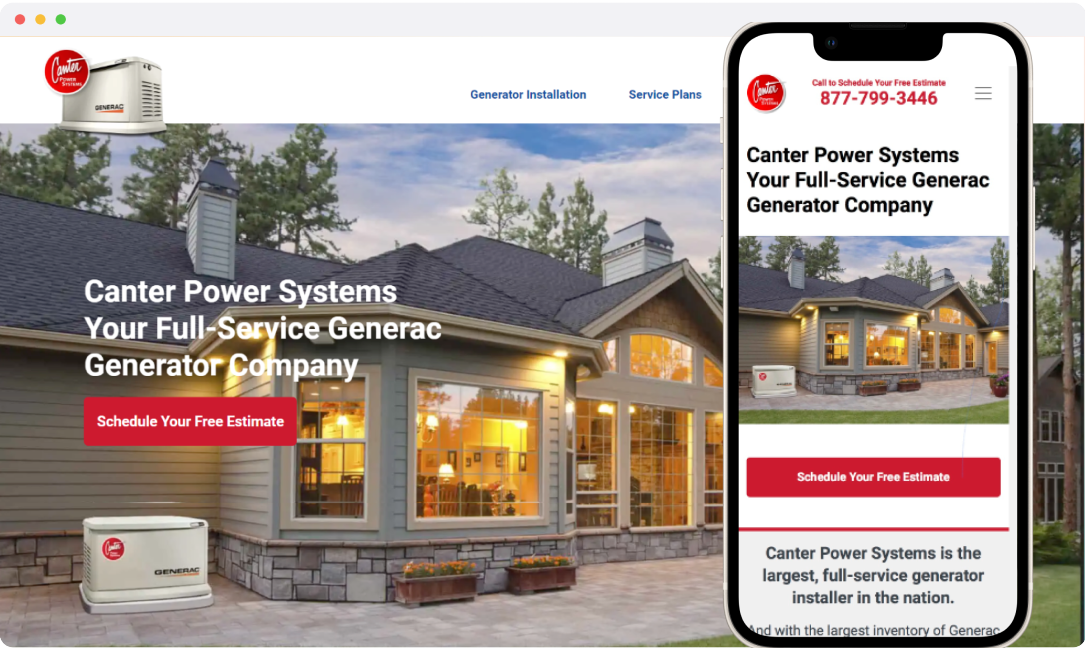 Canter
Power
Systems
GENERAC
Generator Installation
Service Plans
Canter Power Systems
Your Full-Service Generac
Generator Company
Schedule Your Free Estimate
Canter
GENERAC
Canter
Power
Systems
Call to Schedule Your Free Estimate
877-799-3446
Canter Power Systems
Your Full-Service Generac
Generator Company
Schedule Your Free Estimate
Canter Power Systems is the
largest, full-service generator
installer in the nation.
And with the largest inventory of Generac